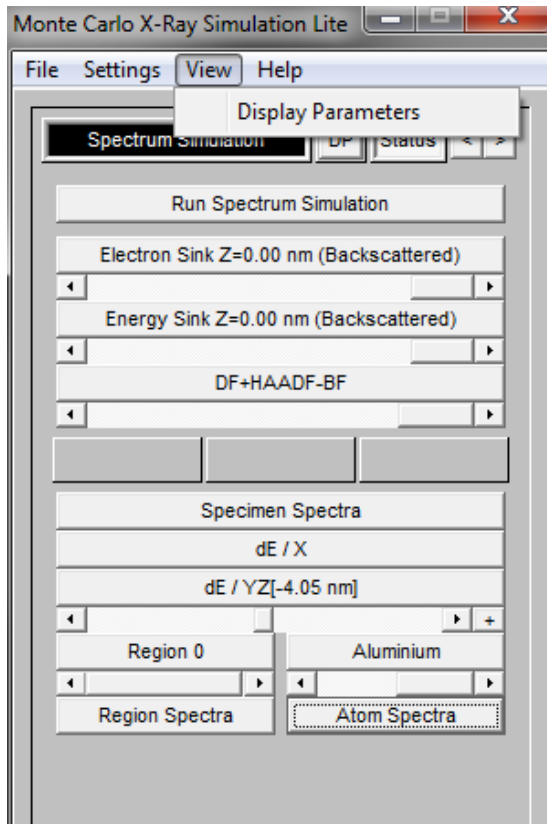 Monte Carlo X-Ray Simulation Lite
File Settings View Help
Display Parameters
Spectrum Simulation DP Status < >
Run Spectrum Simulation
Electron Sink Z=0.00 nm (Backscattered)
Energy Sink Z=0.00 nm (Backscattered)
DF+HAADF-BF
Specimen Spectra
dE / X
dE / YZ[-4.05 nm]
+
Region 0 Aluminium
Region Spectra Atom Spectra